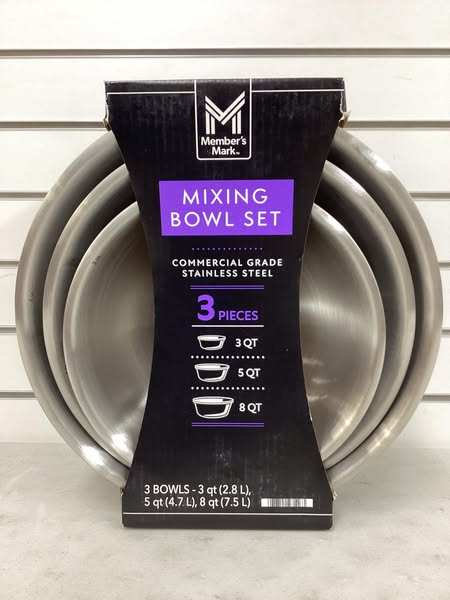 M
Member's
Mark™
MIXING
BOWL SET
COMMERCIAL GRADE
STAINLESS STEEL
3 PIECES
3 QT
5 QT
8 QT
3 BOWLS - 3 qt (2.8 L),
5 qt (4.7 L), 8 qt (7.5 L)